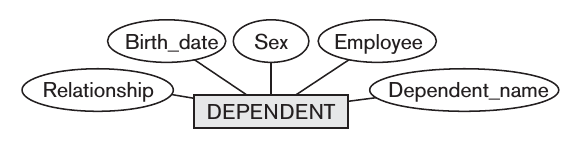 Birth_date Sex Employee
Relationship Dependent_name
DEPENDENT